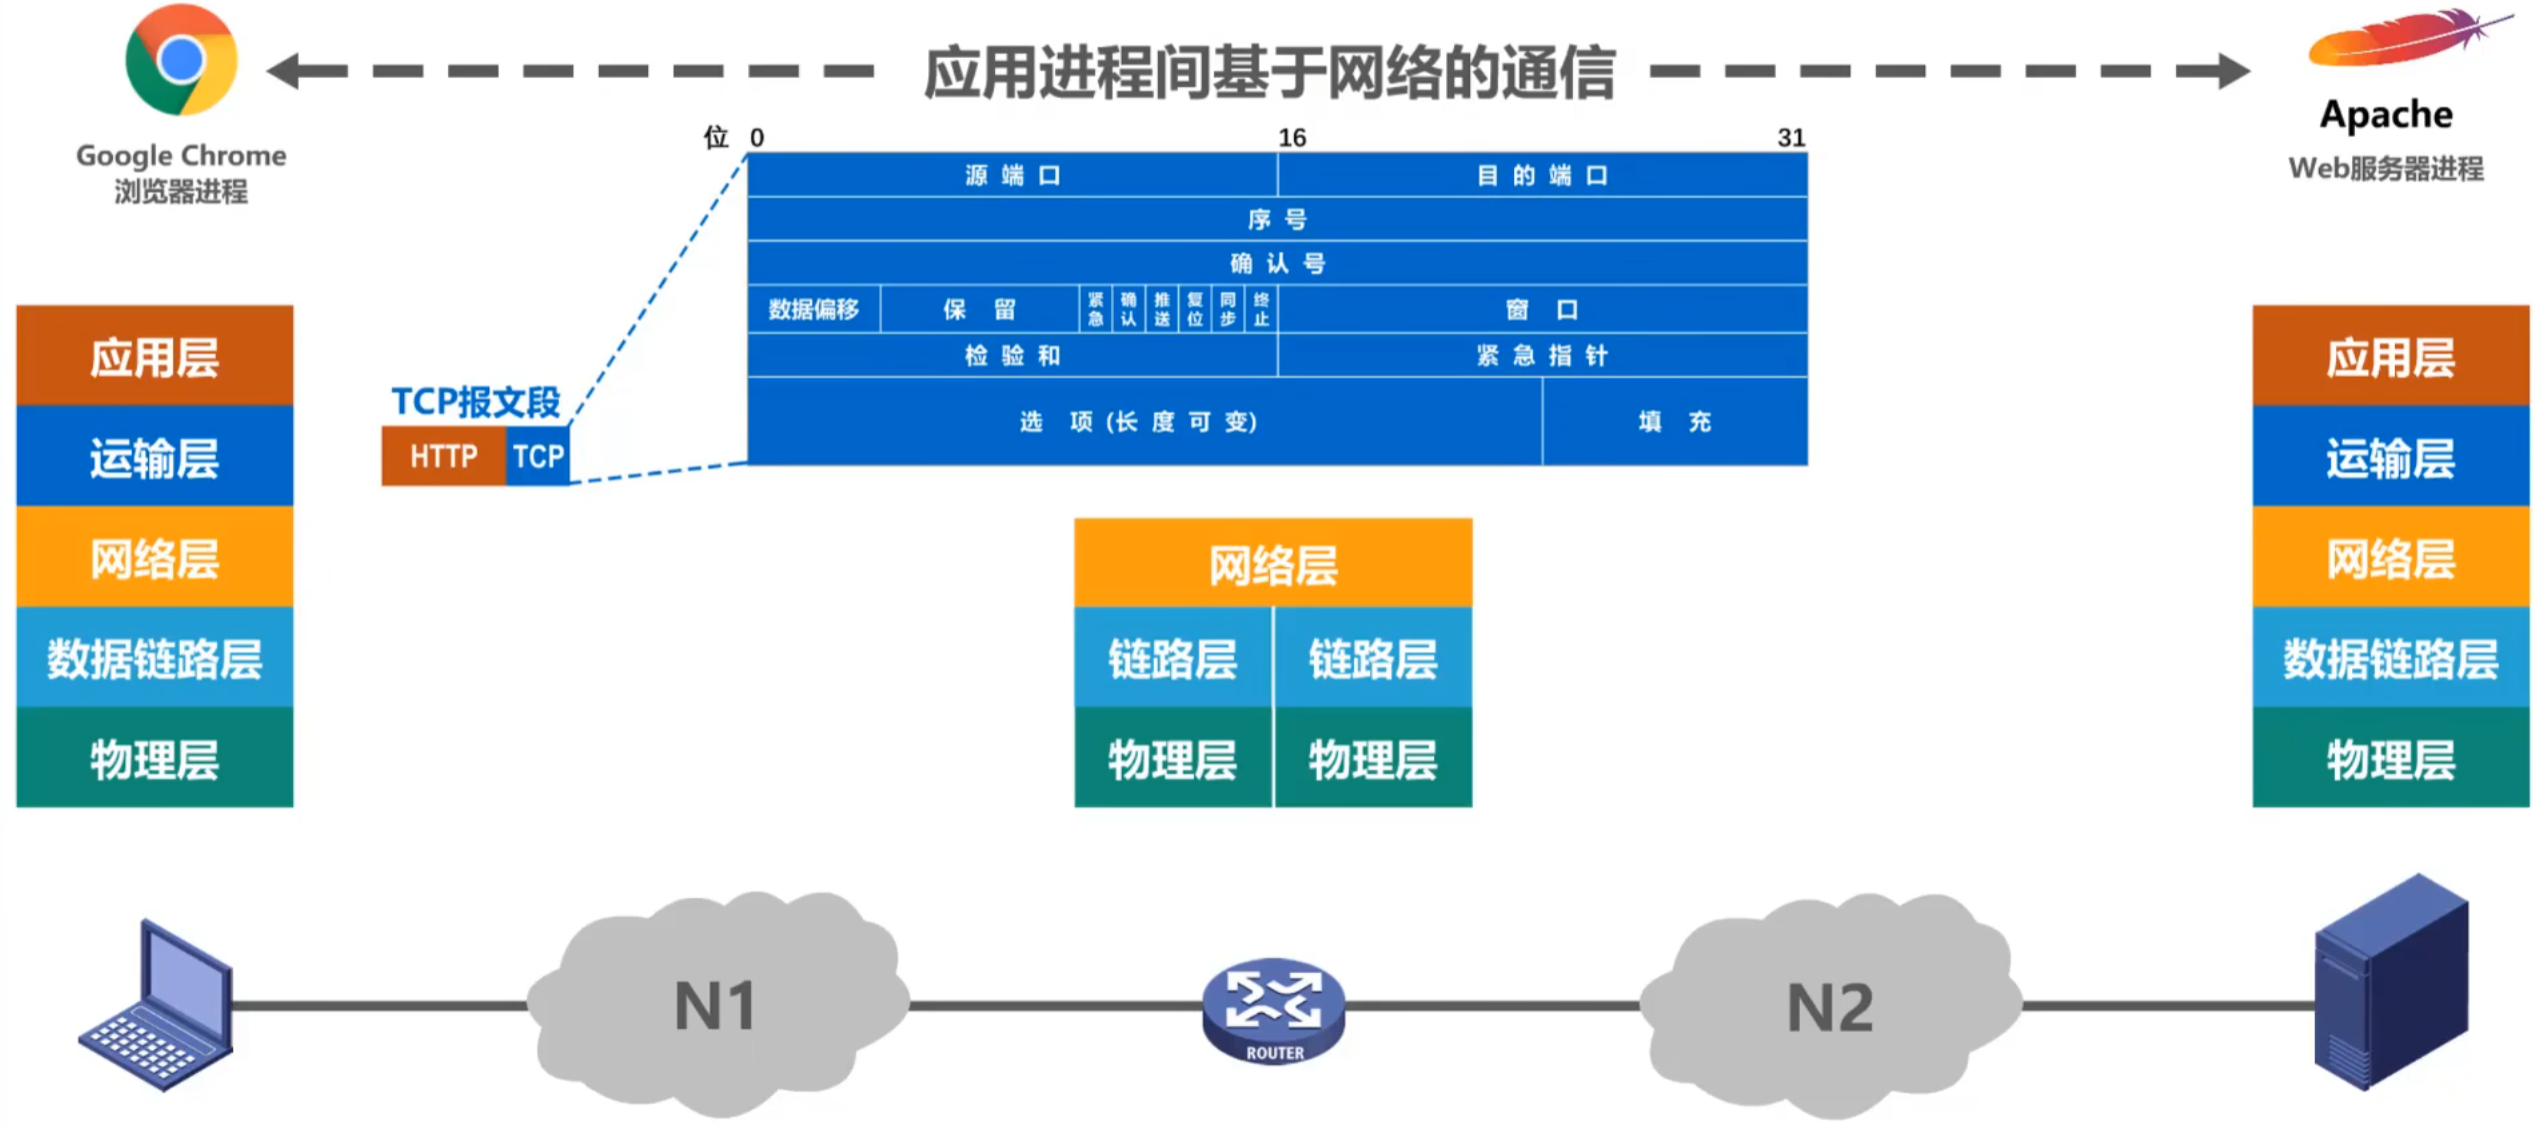 应用进程间基于网络的通信
Google Chrome
浏览器进程
Apache
Web服务器进程
位 0 16 31
源端口 目的端口
序号
确认号
数据偏移 保留 紧急 确认 推送 复位 同步 终止 窗口
检验和 紧急指针
选项(长度可变) 填充
TCP报文段
HTTP TCP
应用层
运输层
网络层
数据链路层
物理层
网络层
链路层 链路层
物理层 物理层
应用层
运输层
网络层
数据链路层
物理层
N1
ROUTER
N2